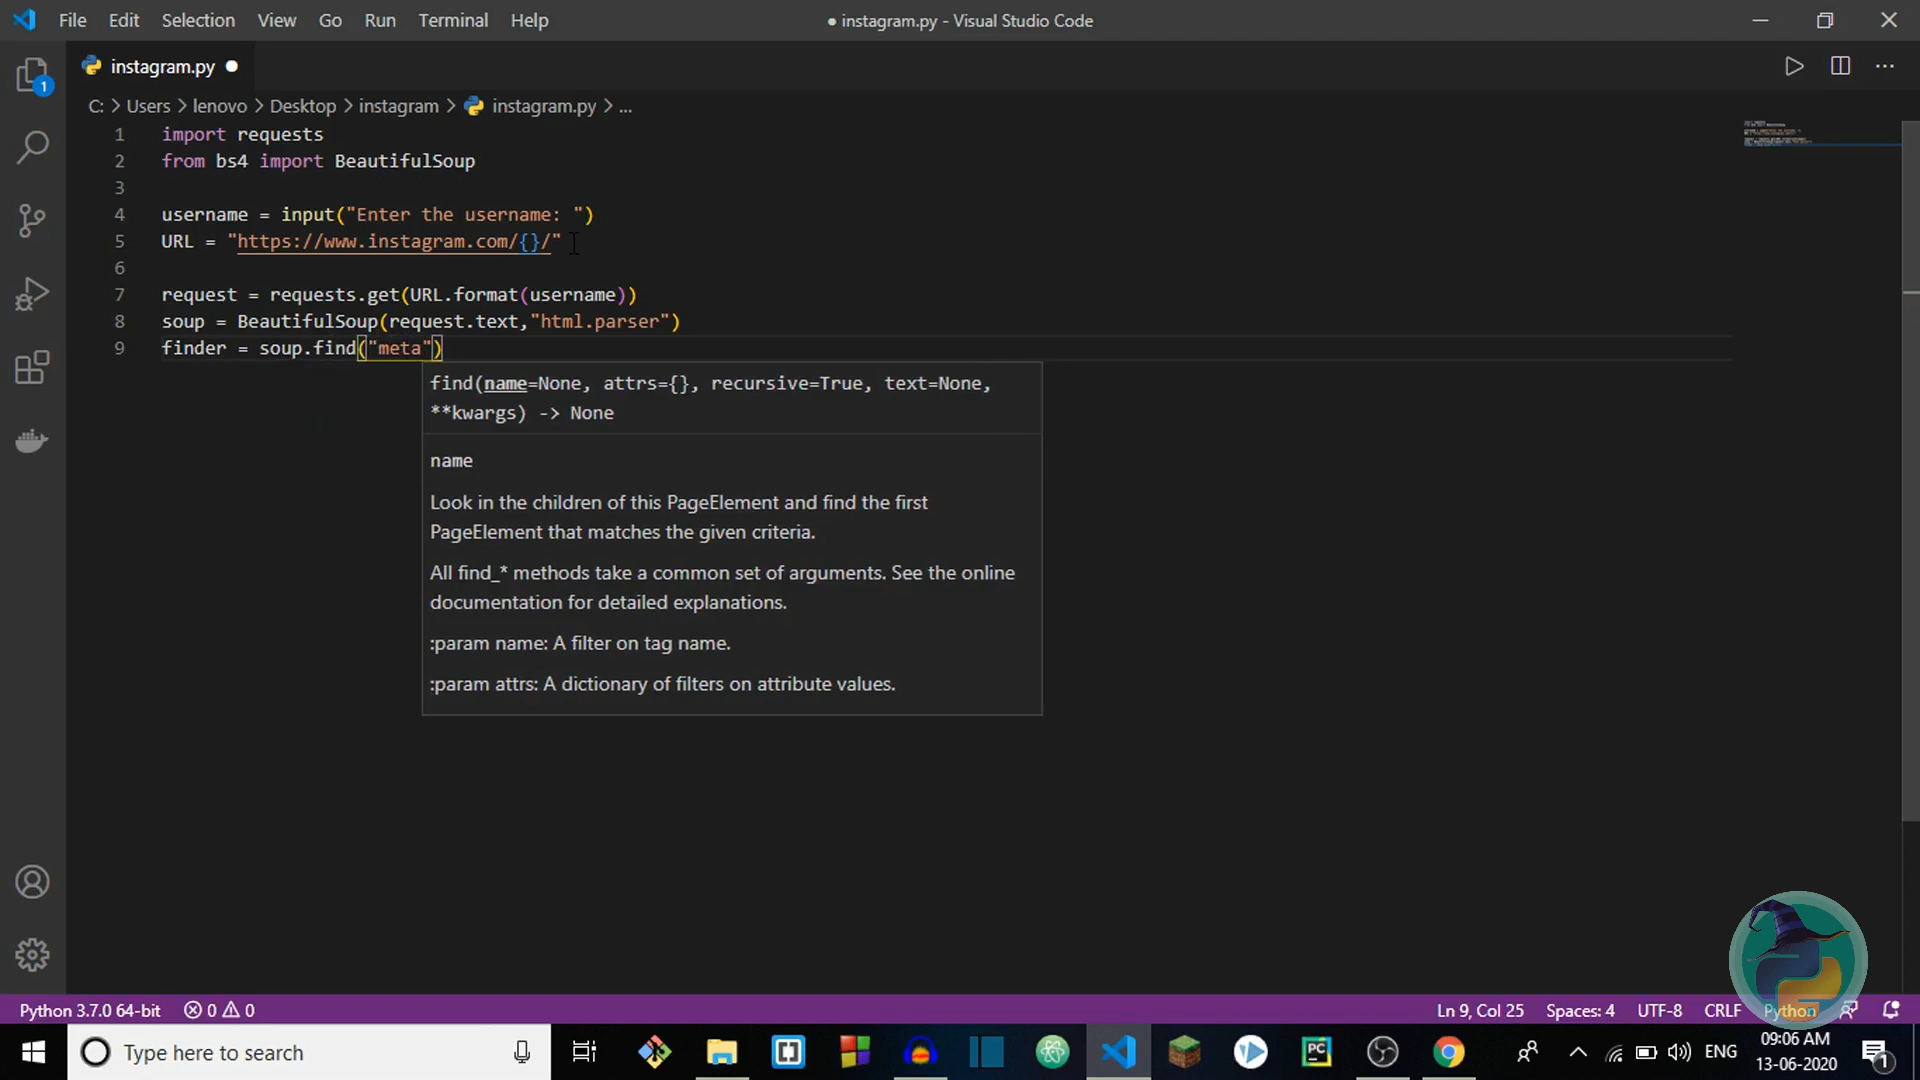 File Edit Selection View Go Run Terminal Help
● instagram.py - Visual Studio Code
1
instagram.py
C: > Users > lenovo > Desktop > instagram > instagram.py > ...
1 import requests
2 from bs4 import BeautifulSoup
3
4 username = input("Enter the username: ")
5 URL = "https://www.instagram.com/{}/"
6
7 request = requests.get(URL.format(username))
8 soup = BeautifulSoup(request.text,"html.parser")
9 finder = soup.find("meta")
find(name=None, attrs={}, recursive=True, text=None,
**kwargs) -> None
name
Look in the children of this PageElement and find the first
PageElement that matches the given criteria.
All find_* methods take a common set of arguments. See the online
documentation for detailed explanations.
:param name: A filter on tag name.
:param attrs: A dictionary of filters on attribute values.
Python 3.7.0 64-bit 0 0 Ln 9, Col 25 Spaces: 4 UTF-8 CRLF Python
Type here to search
PC
ENG
09:06 AM
13-06-2020
1